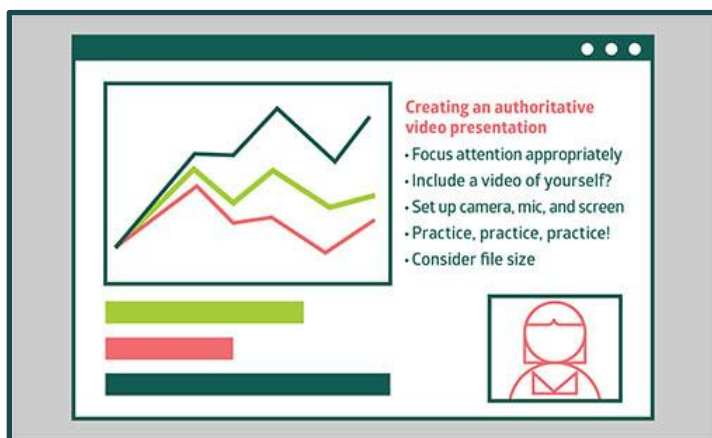 Creating an authoritative
video presentation
• Focus attention appropriately
• Include a video of yourself?
• Set up camera, mic, and screen
• Practice, practice, practice!
• Consider file size